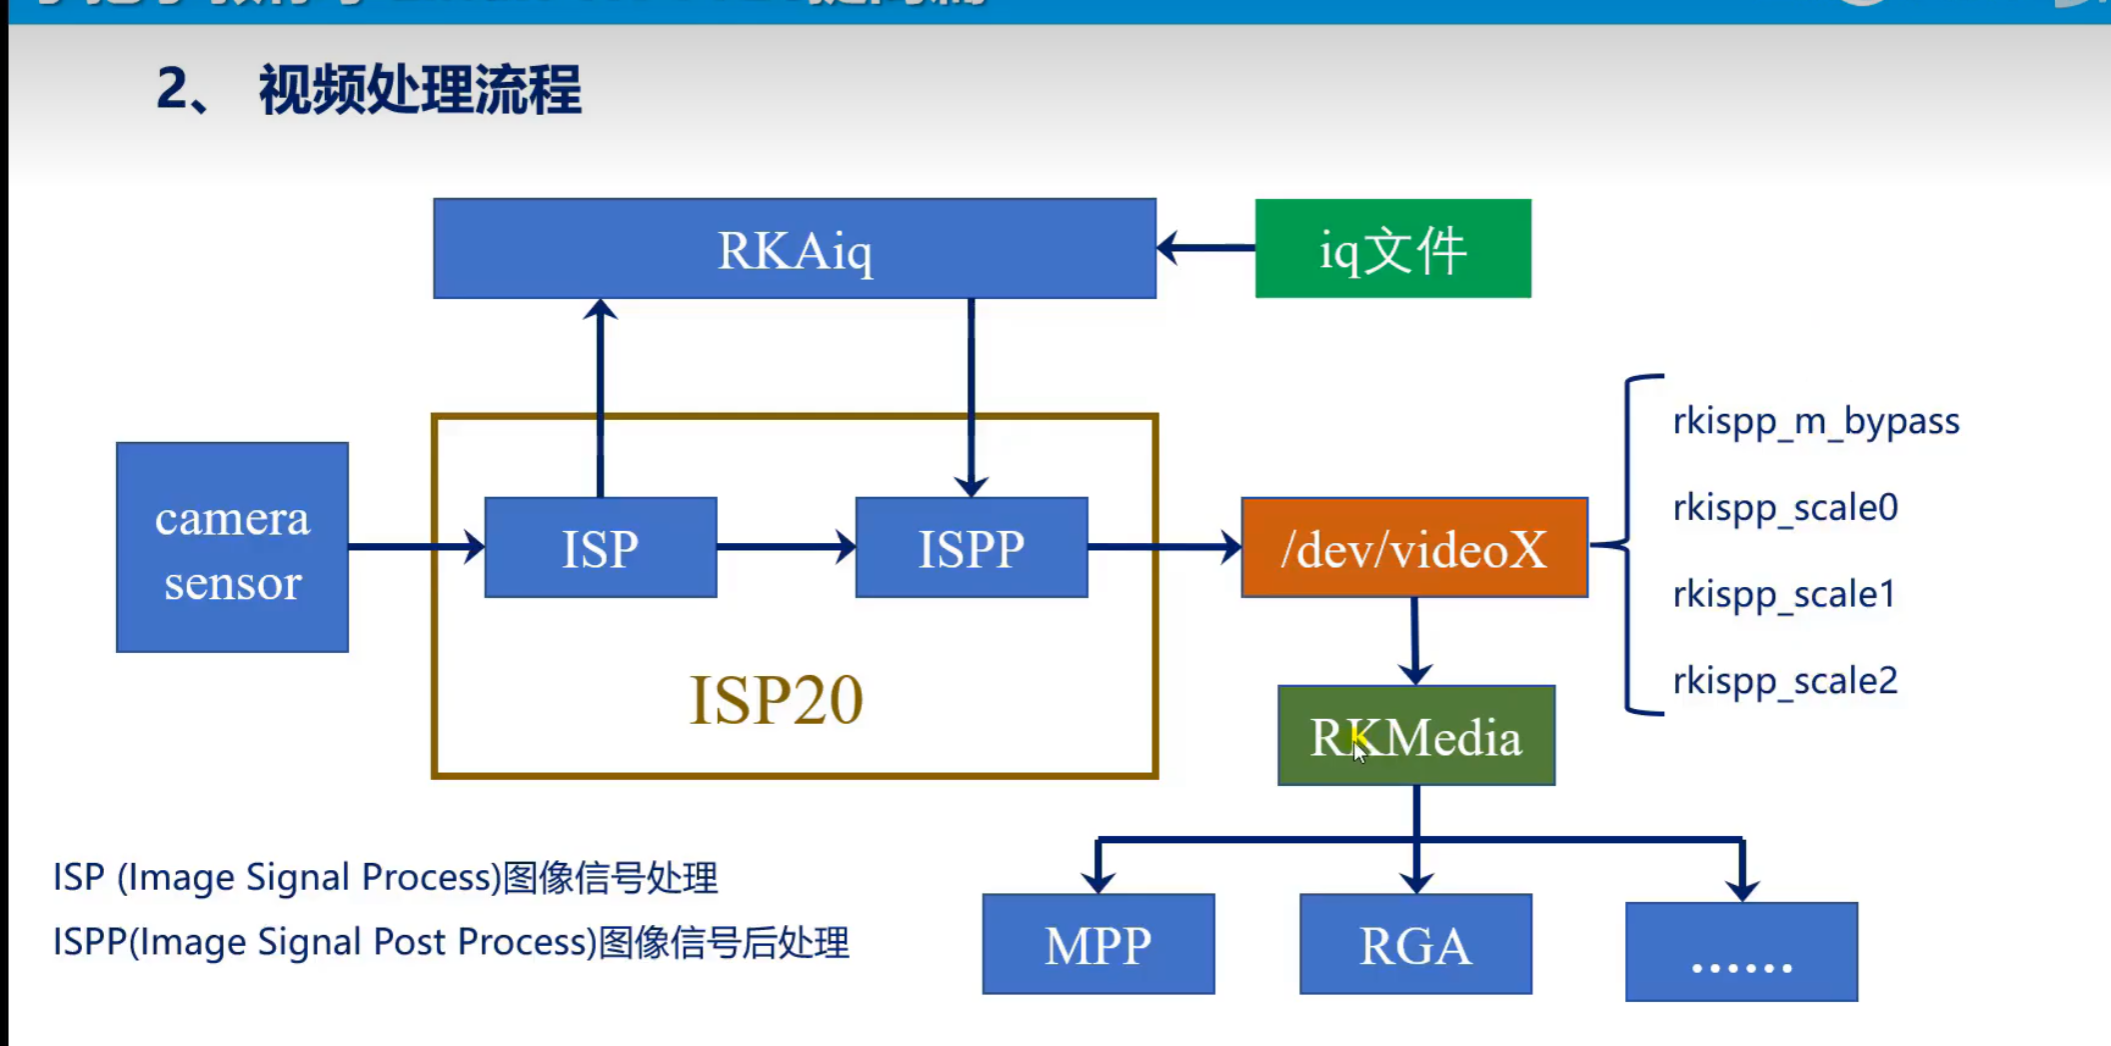 2、 视频处理流程
RKAiq
iq文件
camera
sensor
ISP
ISPP
/dev/videoX
rkispp_m_bypass
rkispp_scale0
rkispp_scale1
rkispp_scale2
ISP20
RKMedia
ISP (Image Signal Process)图像信号处理
ISPP(Image Signal Post Process)图像信号后处理
MPP
RGA
......